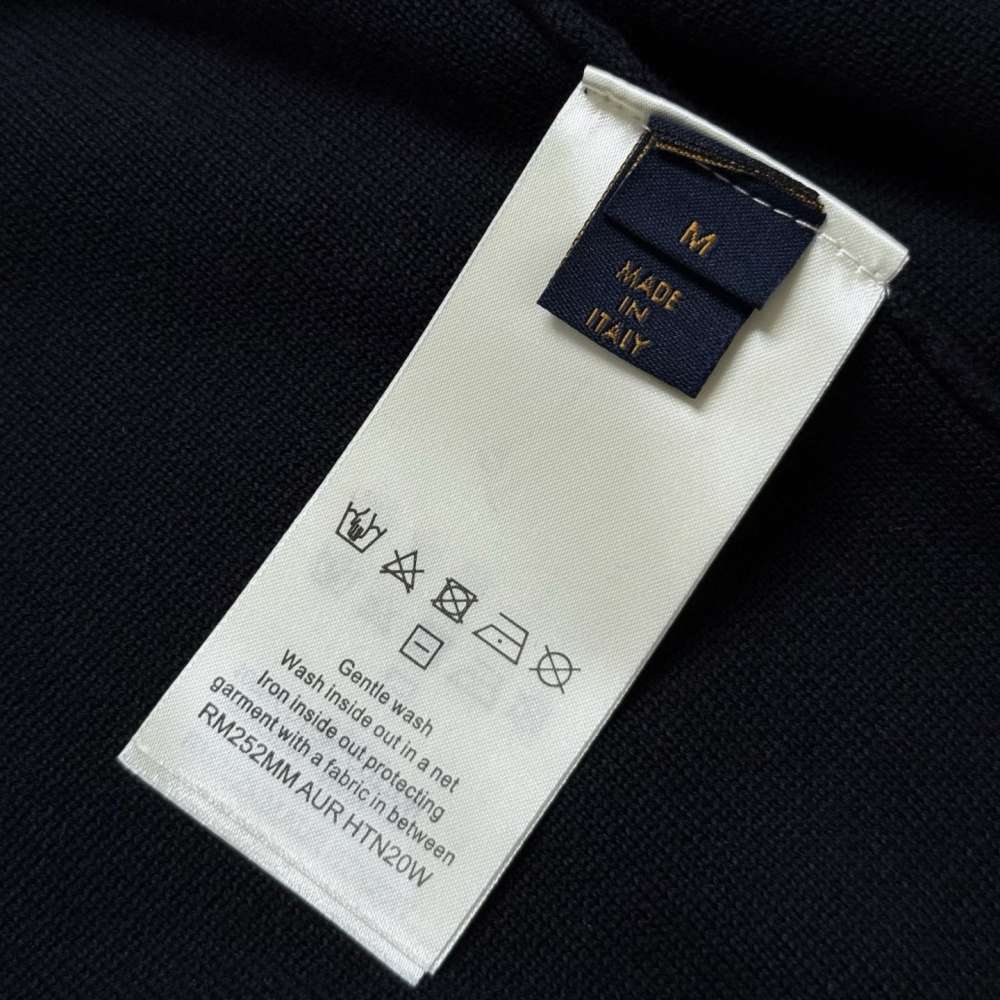 M
MADE
IN
ITALY
Gentle wash
Wash inside out in a net
Iron inside out protecting
garment with a fabric in between
RM252MM AUR HTN20W